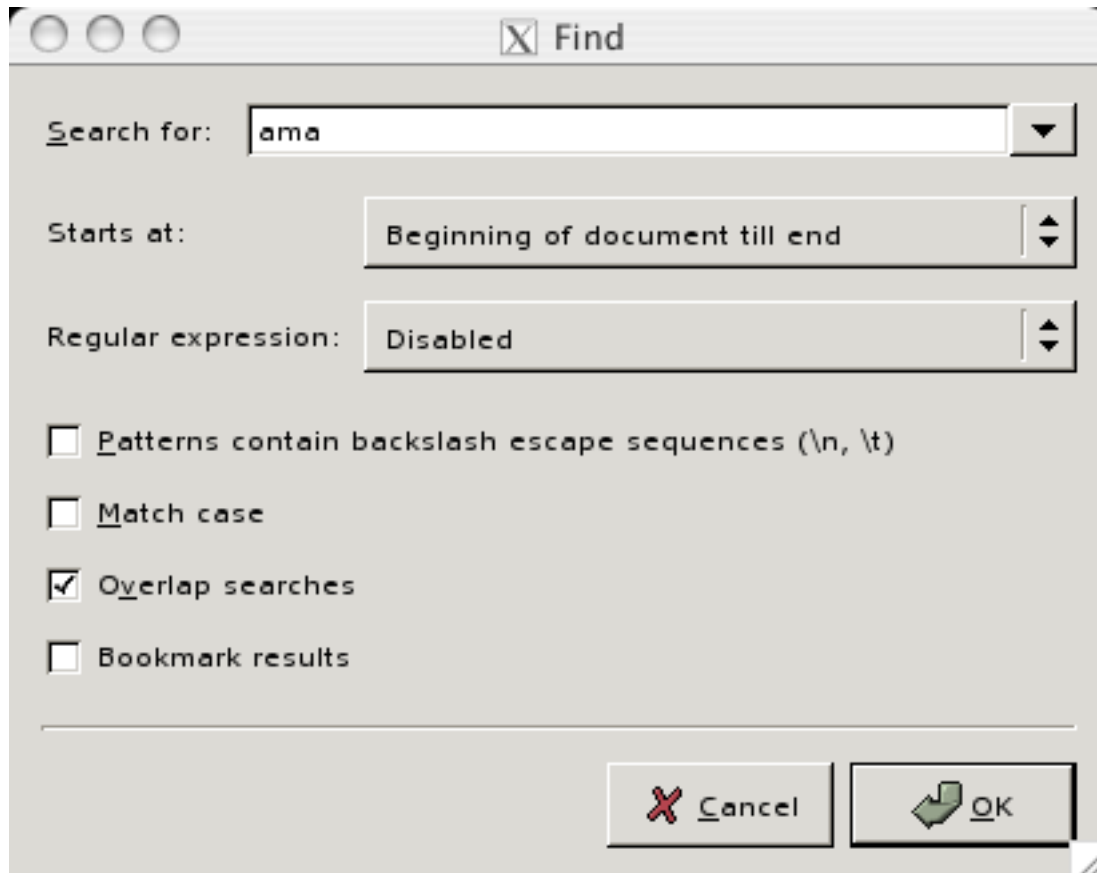 Find
Search for: ama
Starts at: Beginning of document till end
Regular expression: Disabled
Patterns contain backslash escape sequences (\n, \t)
Match case
Overlap searches
Bookmark results
Cancel OK